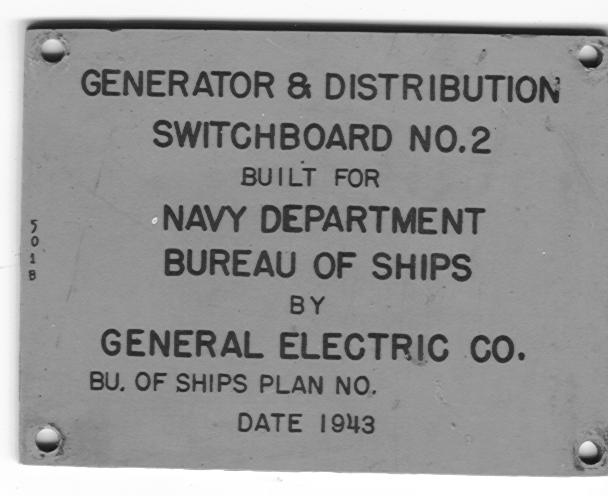 GENERATOR & DISTRIBUTION
SWITCHBOARD NO.2
BUILT FOR
NAVY DEPARTMENT
BUREAU OF SHIPS
BY
GENERAL ELECTRIC CO.
BU. OF SHIPS PLAN NO.
DATE 1943
501B